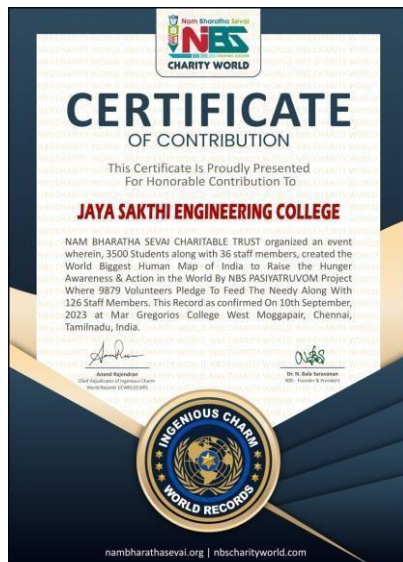 Nam Bharatha Sevai
NBS
CHARITY WORLD
CERTIFICATE
OF CONTRIBUTION
This Certificate Is Proudly Presented
For Honorable Contribution To
JAYA SAKTHI ENGINEERING COLLEGE
NAM BHARATHA SEVAI CHARITABLE TRUST organized an event
wherein, 3500 Students along with 36 staff members, created the
World Biggest Human Map of India to Raise the Hunger
Awareness & Action in the World By NBS PASIYATRUVOM Project
Where 9879 Volunteers Pledge To Feed The Needy Along With
126 Staff Members. This Record as confirmed On 10th September,
2023 at Mar Gregorios College West Moggapair, Chennai,
Tamilnadu, India.
Anand Rajendran
Chief Adjudicator of Ingenious Charm
Dr. N. Bala Saravanan
NBS - Founder & President
INGENIOUS CHARM
WORLD RECORDS
nambharathasevai.org | nbscharityworld.com